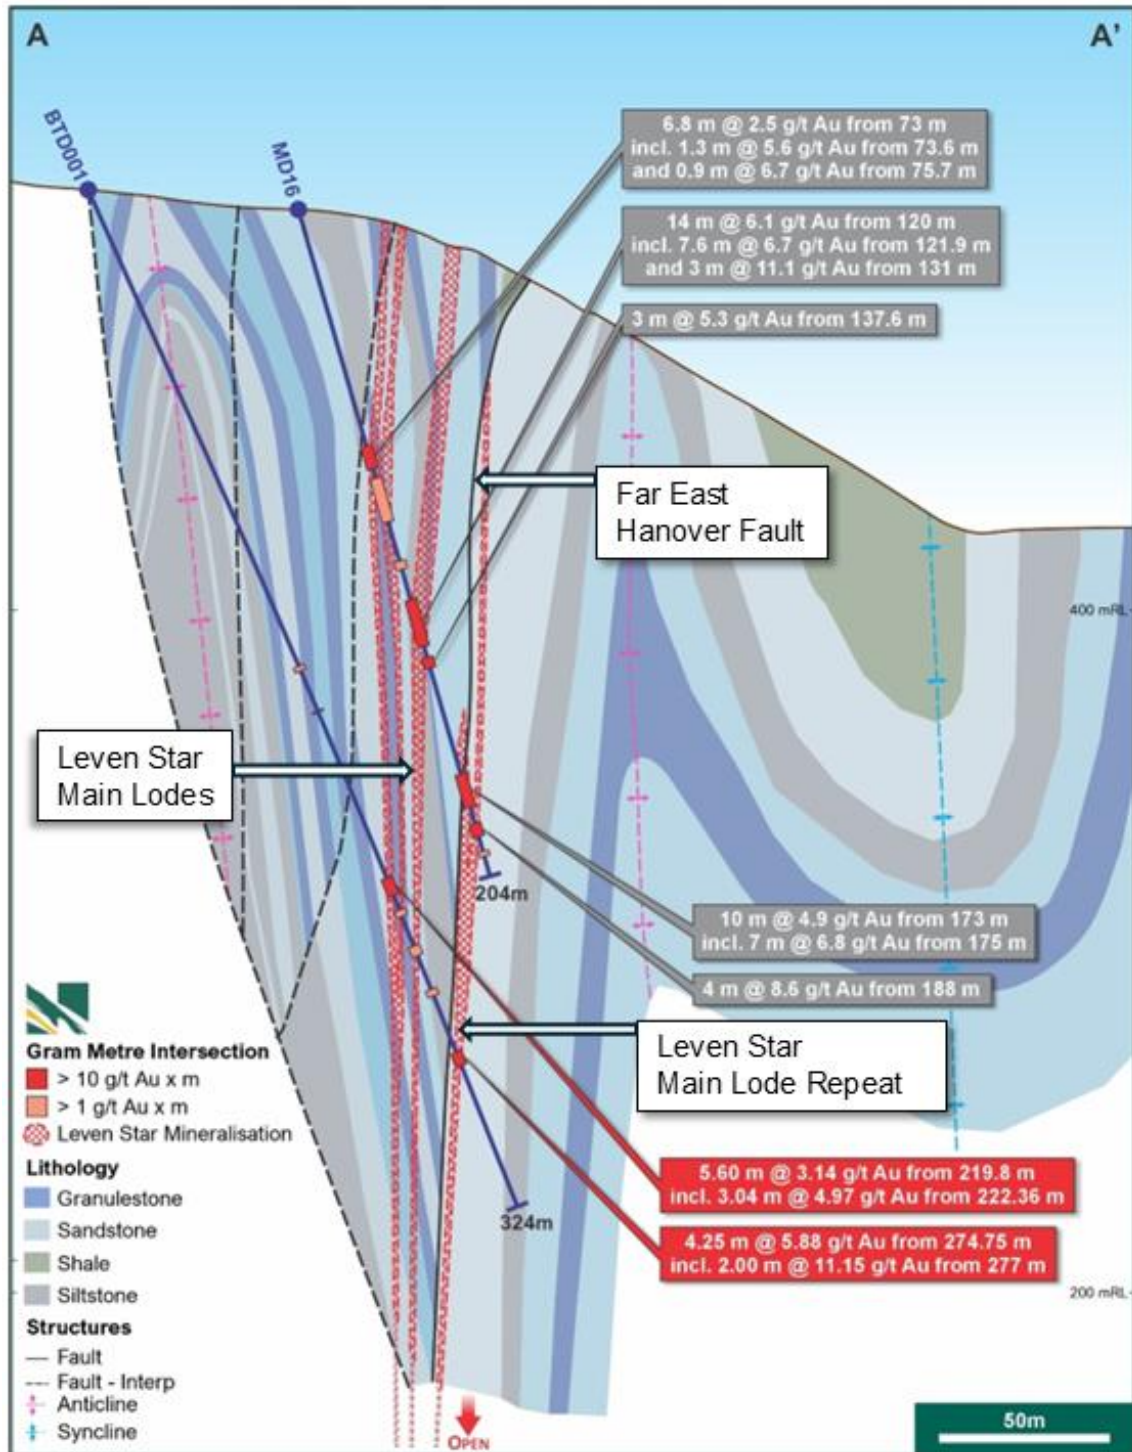 A
A'
BTD001
MD16
6.8 m @ 2.5 g/t Au from 73 m
incl. 1.3 m @ 5.6 g/t Au from 73.6 m
and 0.9 m @ 6.7 g/t Au from 75.7 m
14 m @ 6.1 g/t Au from 120 m
incl. 7.6 m @ 6.7 g/t Au from 121.9 m
and 3 m @ 11.1 g/t Au from 131 m
3 m @ 5.3 g/t Au from 137.6 m
Far East
Hanover Fault
400 mRL
Leven Star
Main Lodes
204m
10 m @ 4.9 g/t Au from 173 m
incl. 7 m @ 6.8 g/t Au from 175 m
4 m @ 8.6 g/t Au from 188 m
Leven Star
Main Lode Repeat
5.60 m @ 3.14 g/t Au from 219.8 m
incl. 3.04 m @ 4.97 g/t Au from 222.36 m
324m
4.25 m @ 5.88 g/t Au from 274.75 m
incl. 2.00 m @ 11.15 g/t Au from 277 m
200 mRL
Gram Metre Intersection
> 10 g/t Au x m
> 1 g/t Au x m
Leven Star Mineralisation
Lithology
Granulestone
Sandstone
Shale
Siltstone
Structures
Fault
Fault - Interp
Anticline
Syncline
OPEN
50m